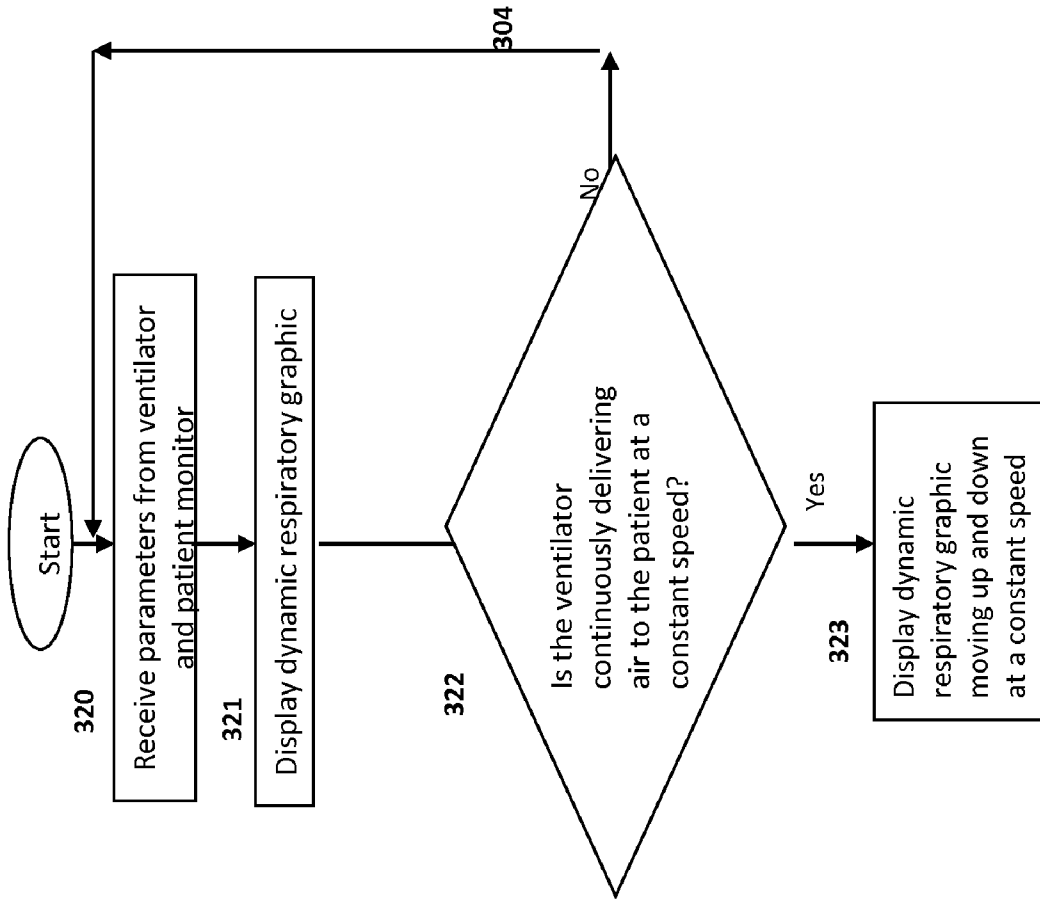 Start
320
Receive parameters from ventilator
and patient monitor
321
Display dynamic respiratory graphic
322
Is the ventilator
continuously delivering
air to the patient at a
constant speed?
No
304
Yes
323
Display dynamic
respiratory graphic
moving up and down
at a constant speed